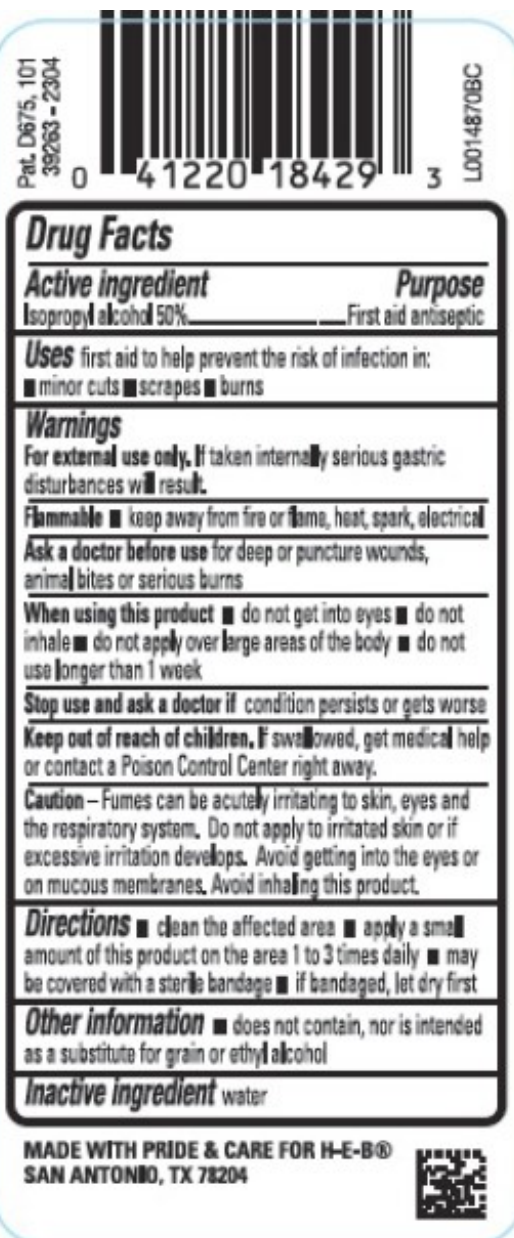 Pat. D675, 101
39263 - 2304
0 41220 18429 3
L0014870BC
Drug Facts
Active ingredient Purpose
Isopropyl alcohol 50% First aid antiseptic
Uses first aid to help prevent the risk of infection in:
■ minor cuts ■ scrapes ■ burns
Warnings
For external use only. If taken internally serious gastric
disturbances will result.
Flammable ■ keep away from fire or flame, heat, spark, electrical
Ask a doctor before use for deep or puncture wounds,
animal bites or serious burns
When using this product ■ do not get into eyes ■ do not
inhale ■ do not apply over large areas of the body ■ do not
use longer than 1 week
Stop use and ask a doctor if condition persists or gets worse
Keep out of reach of children. If swallowed, get medical help
or contact a Poison Control Center right away.
Caution – Fumes can be acutely irritating to skin, eyes and
the respiratory system. Do not apply to irritated skin or if
excessive irritation develops. Avoid getting into the eyes or
on mucous membranes. Avoid inhaling this product.
Directions ■ clean the affected area ■ apply a small
amount of this product on the area 1 to 3 times daily ■ may
be covered with a sterile bandage ■ if bandaged, let dry first
Other information ■ does not contain, nor is intended
as a substitute for grain or ethyl alcohol
Inactive ingredient water
MADE WITH PRIDE & CARE FOR H-E-B®
SAN ANTONIO, TX 78204